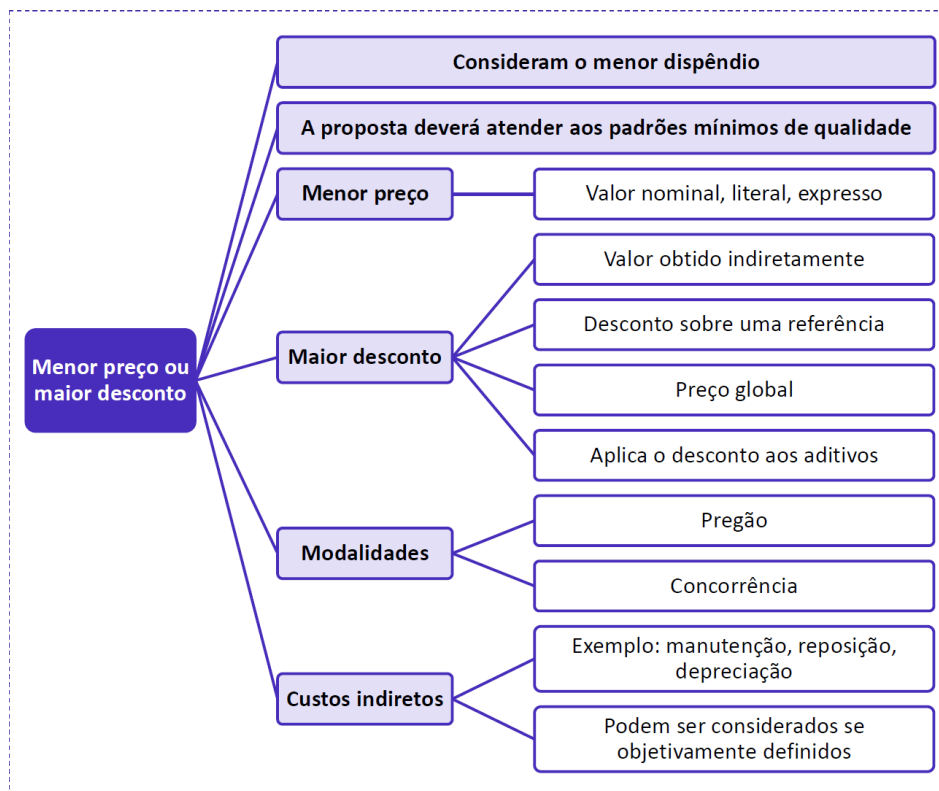 Consideram o menor dispêndio
A proposta deverá atender aos padrões mínimos de qualidade
Menor preço
Valor nominal, literal, expresso
Menor preço ou
maior desconto
Maior desconto
Valor obtido indiretamente
Desconto sobre uma referência
Preço global
Aplica o desconto aos aditivos
Modalidades
Pregão
Concorrência
Custos indiretos
Exemplo: manutenção, reposição,
depreciação
Podem ser considerados se
objetivamente definidos